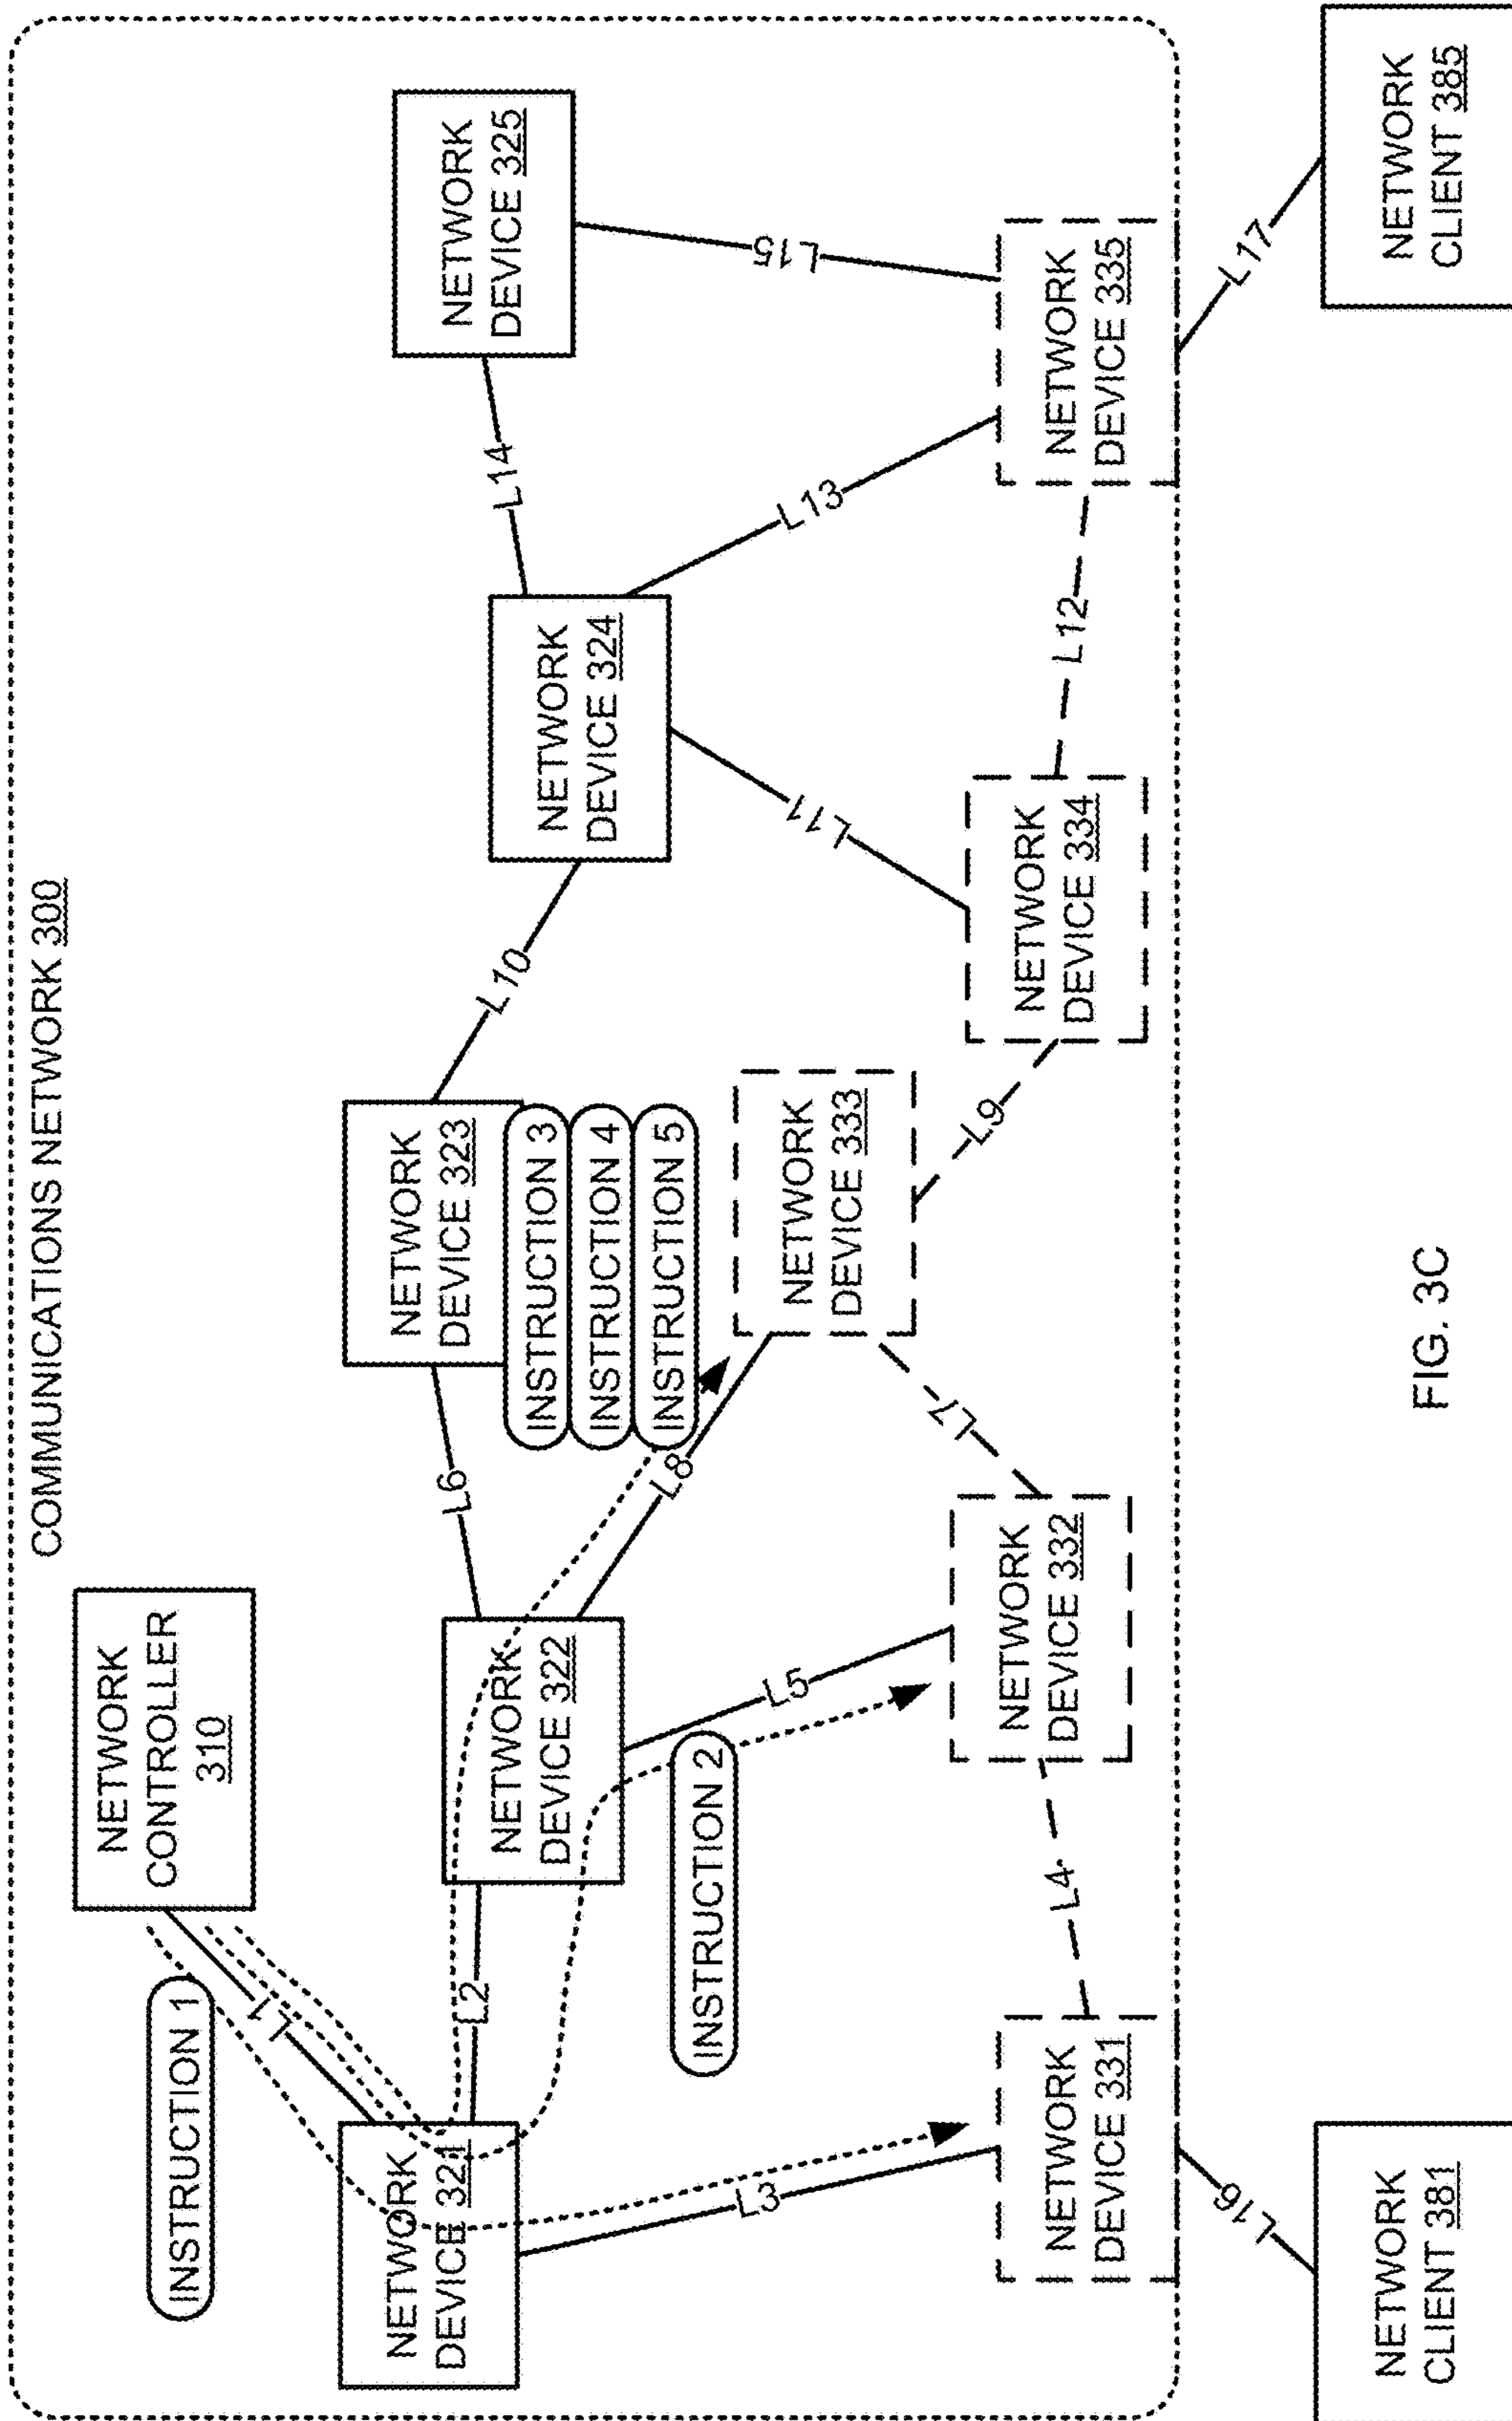 COMMUNICATIONS NETWORK 300
NETWORK
CONTROLLER
310
INSTRUCTION 1
L1
NETWORK
DEVICE 321
L2
NETWORK
DEVICE 322
L6
NETWORK
DEVICE 323
INSTRUCTION 3
INSTRUCTION 4
INSTRUCTION 5
L10
NETWORK
DEVICE 324
L14
NETWORK
DEVICE 325
L3
INSTRUCTION 2
L5
L8
L11
L13
L15
NETWORK
DEVICE 331
L4
NETWORK
DEVICE 332
L7
NETWORK
DEVICE 333
L9
NETWORK
DEVICE 334
L12
NETWORK
DEVICE 335
L16
L17
NETWORK
CLIENT 381
NETWORK
CLIENT 385
FIG. 3C